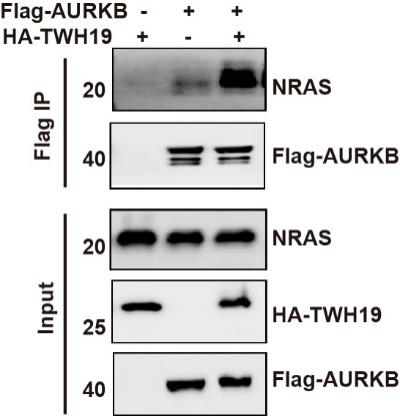 Flag-AURKB - + +
HA-TWH19 + - +
Flag IP
20 NRAS
40 Flag-AURKB
Input
20 NRAS
25 HA-TWH19
40 Flag-AURKB